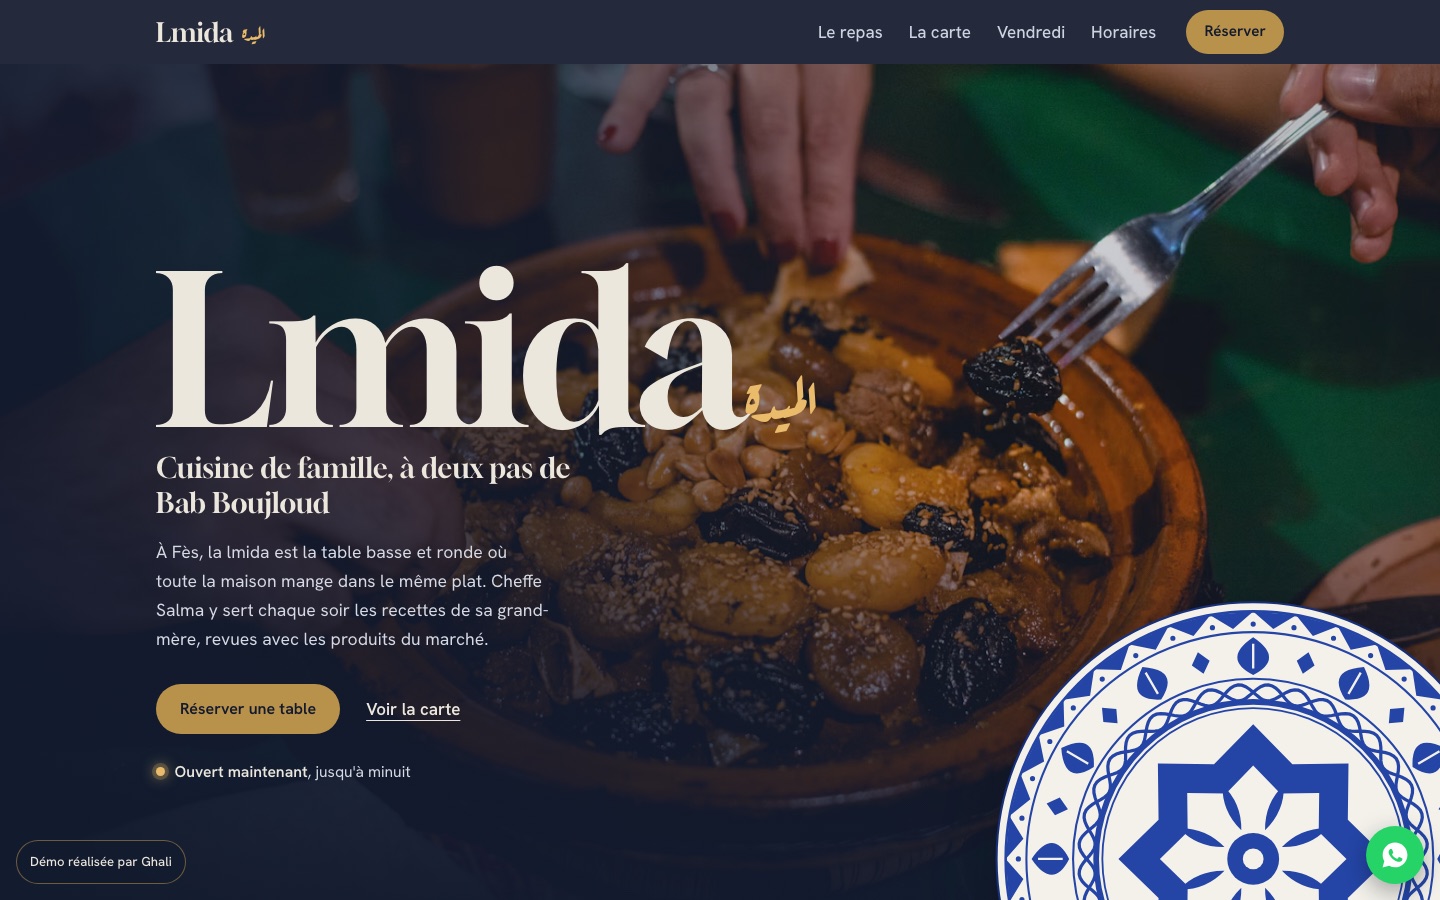 Lmida الميدة
Le repas
La carte
Vendredi
Horaires
Réserver
Lmida الميدة
Cuisine de famille, à deux pas de
Bab Boujloud
À Fès, la lmida est la table basse et ronde où
toute la maison mange dans le même plat. Cheffe
Salma y sert chaque soir les recettes de sa grand-
mère, revues avec les produits du marché.
Réserver une table
Voir la carte
Ouvert maintenant, jusqu'à minuit
Démo réalisée par Ghali